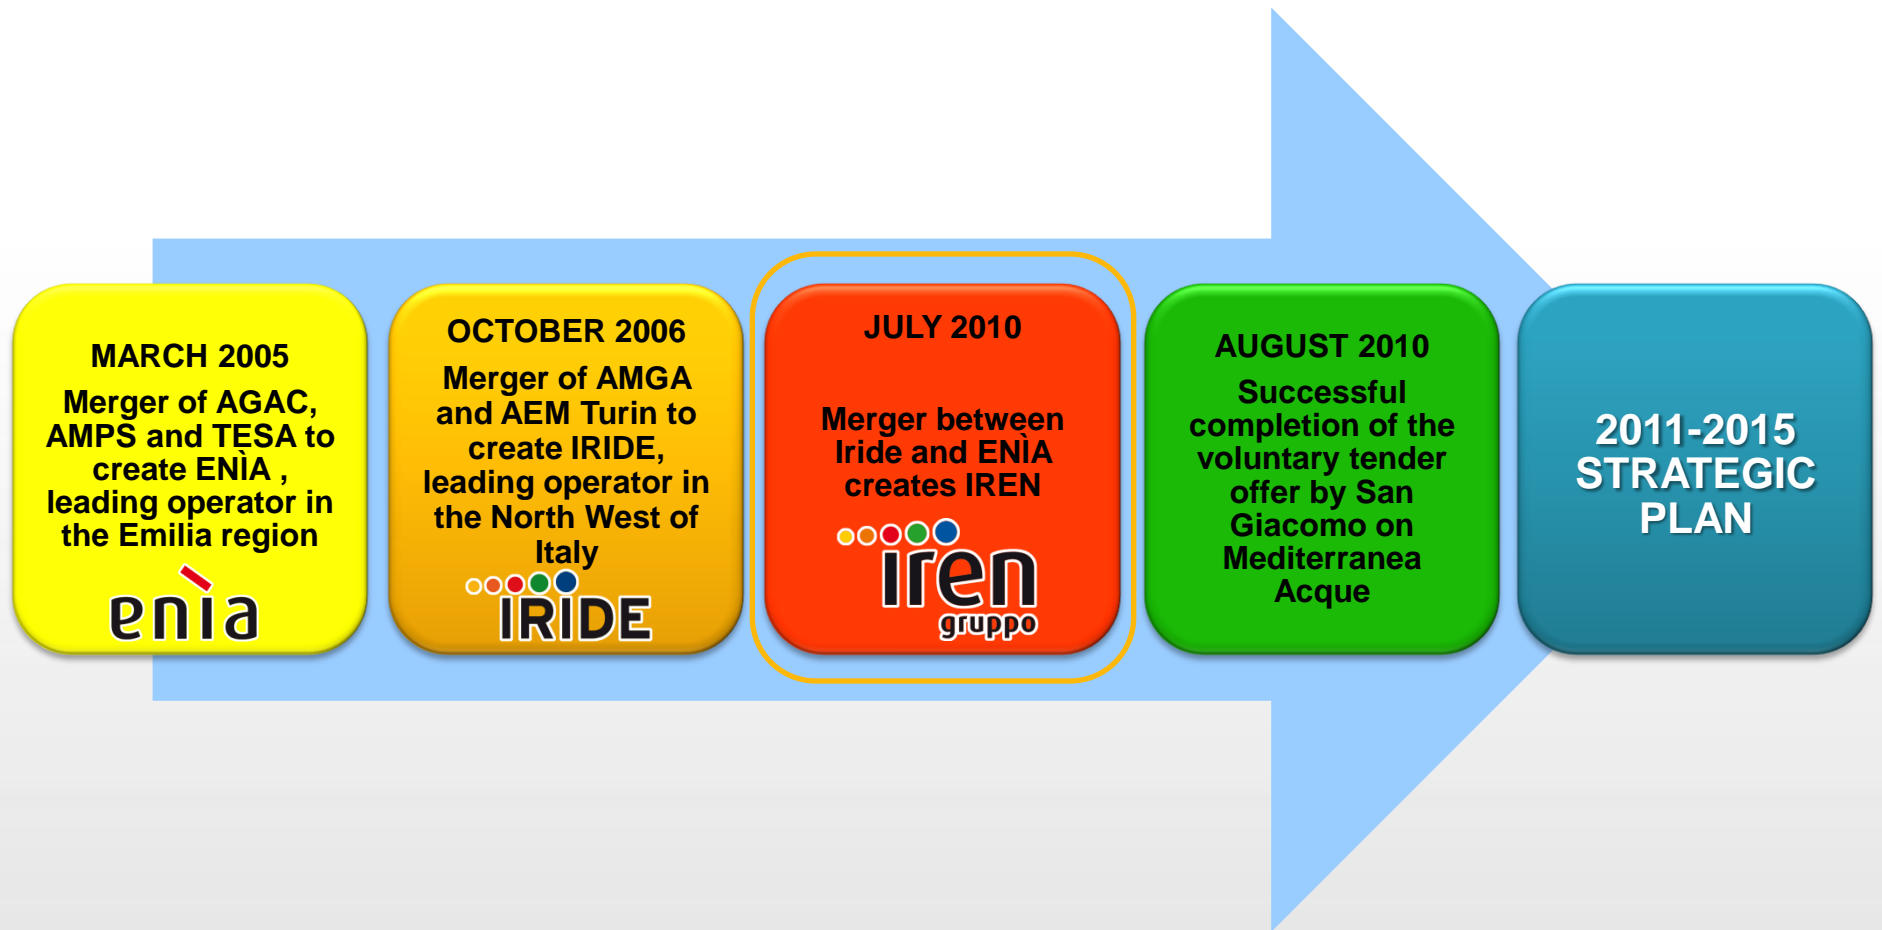 MARCH 2005
Merger of AGAC,
AMPS and TESA to
create ENÌA ,
leading operator in
the Emilia region
enìa
OCTOBER 2006
Merger of AMGA
and AEM Turin to
create IRIDE,
leading operator in
the North West of
Italy
IRIDE
JULY 2010
Merger between
Iride and ENÌA
creates IREN
iren
gruppo
AUGUST 2010
Successful
completion of the
voluntary tender
offer by San
Giacomo on
Mediterranea
Acque
2011-2015
STRATEGIC
PLAN